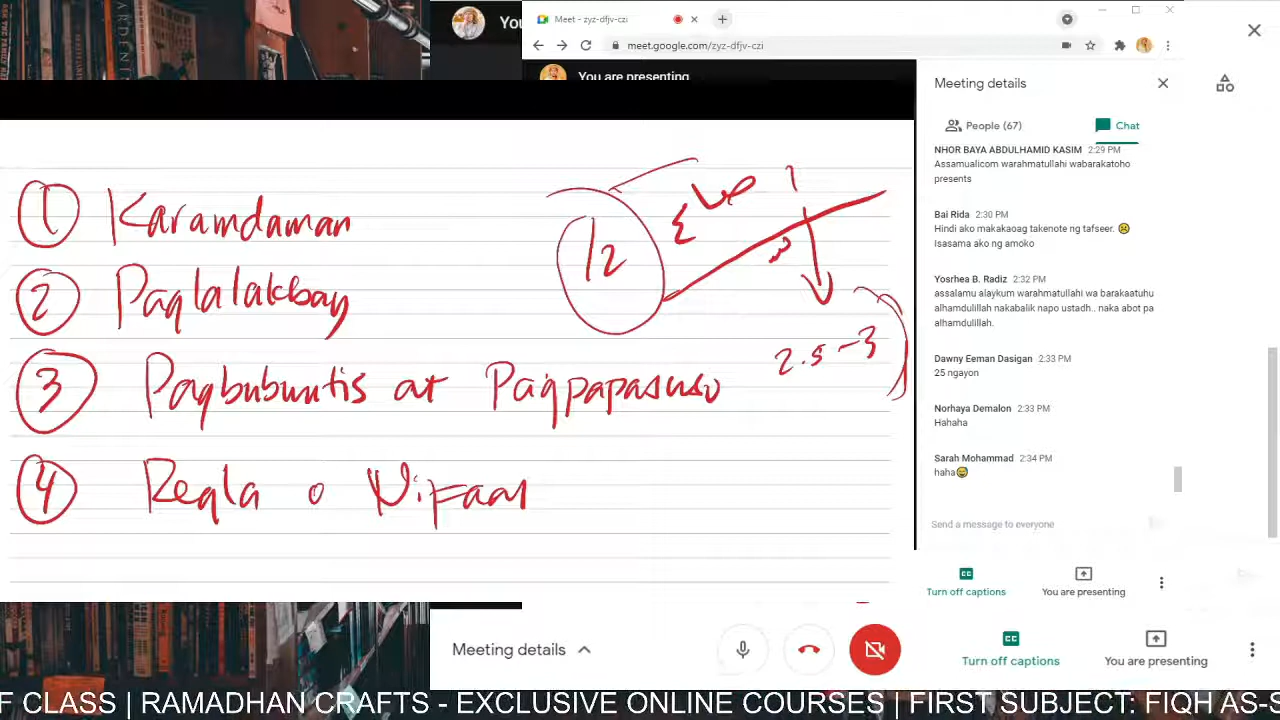 You
Meet - zyz-dfjv-czi
meet.google.com/zyz-dfjv-czi
You are presenting
Meeting details
People (67)
Chat
NHOR BAYA ABDULHAMID KASIM 2:29 PM
Assamualicom warahmatullahi wabarakatoho
presents
Bai Rida 2:30 PM
Hindi ako makakaoag takenote ng tafseer. ☹️
Isasama ako ng amoko
Yosrhea B. Radiz 2:32 PM
assalamu alaykum warahmatullahi wa barakaatuhu
alhamdulillah nakabalik napo ustadh.. naka abot pa
alhamdulillah.
Dawny Eeman Dasigan 2:33 PM
25 ngayon
Norhaya Demalon 2:33 PM
Hahaha
Sarah Mohammad 2:34 PM
haha😅
Send a message to everyone
Turn off captions
You are presenting
1 Karamdaman
2 Paglalakbay
3 Pagbubuntis at Pagpapasuso
4 Regla o Nifaas
12
2.5 - 3
Meeting details
Turn off captions
You are presenting
F CLASS | RAMADHAN CRAFTS - EXCLUSIVE ONLINE COURSES | FIRST SUBJECT: FIQH AS-S